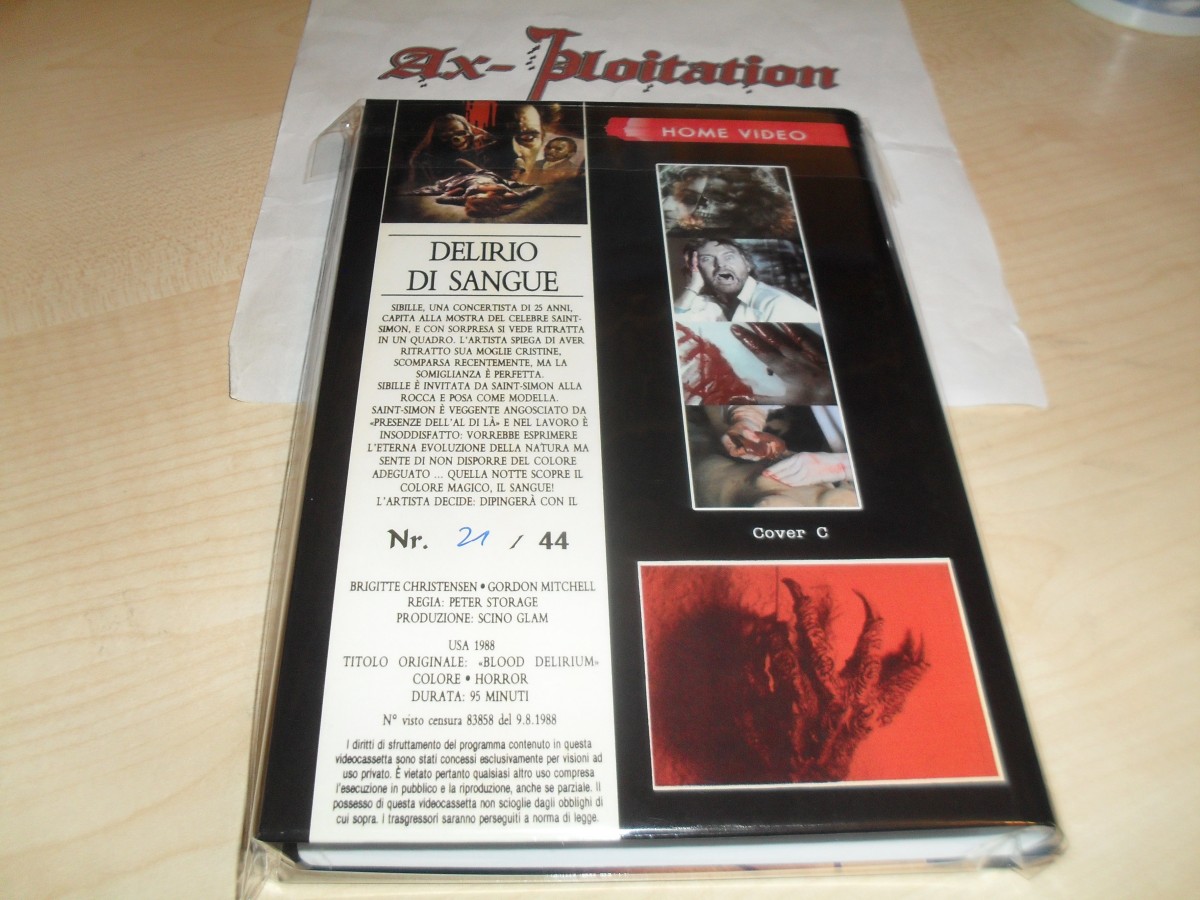 Ax-Ploitation
HOME VIDEO
DELIRIO
DI SANGUE
SIBILLE, UNA CONCERTISTA DI 25 ANNI,
CAPITA ALLA MOSTRA DEL CELEBRE SAINT-
SIMON, E CON SORPRESA SI VEDE RITRATTA
IN UN QUADRO. L'ARTISTA SPIEGA DI AVER
RITRATTO SUA MOGLIE CRISTINE,
SCOMPARSA RECENTEMENTE, MA LA
SOMIGLIANZA È PERFETTA.
SIBILLE È INVITATA DA SAINT-SIMON ALLA
ROCCA E POSA COME MODELLA.
SAINT-SIMON È VEGGENTE ANGOSCIATO DA
«PRESENZE DELL'AL DI LÀ» E NEL LAVORO È
INSODDISFATTO: VORREBBE ESPRIMERE
L'ETERNA EVOLUZIONE DELLA NATURA MA
SENTE DI NON DISPORRE DEL COLORE
ADEGUATO ... QUELLA NOTTE SCOPRE IL
COLORE MAGICO, IL SANGUE!
L'ARTISTA DECIDE: DIPINGERÀ CON IL
Nr. 21 / 44
BRIGITTE CHRISTENSEN • GORDON MITCHELL
REGIA: PETER STORAGE
PRODUZIONE: SCINO GLAM
USA 1988
TITOLO ORIGINALE: «BLOOD DELIRIUM»
COLORE • HORROR
DURATA: 95 MINUTI
N° visto censura 83858 del 9.8.1988
I diritti di sfruttamento del programma contenuto in questa
videocassetta sono stati concessi esclusivamente per visioni ad
uso privato. È vietato pertanto qualsiasi altro uso compresa
l'esecuzione in pubblico e la riproduzione, anche se parziale. Il
possesso di questa videocassetta non scioglie dagli obblighi di
cui sopra. I trasgressori saranno perseguiti a norma di legge.
Cover C